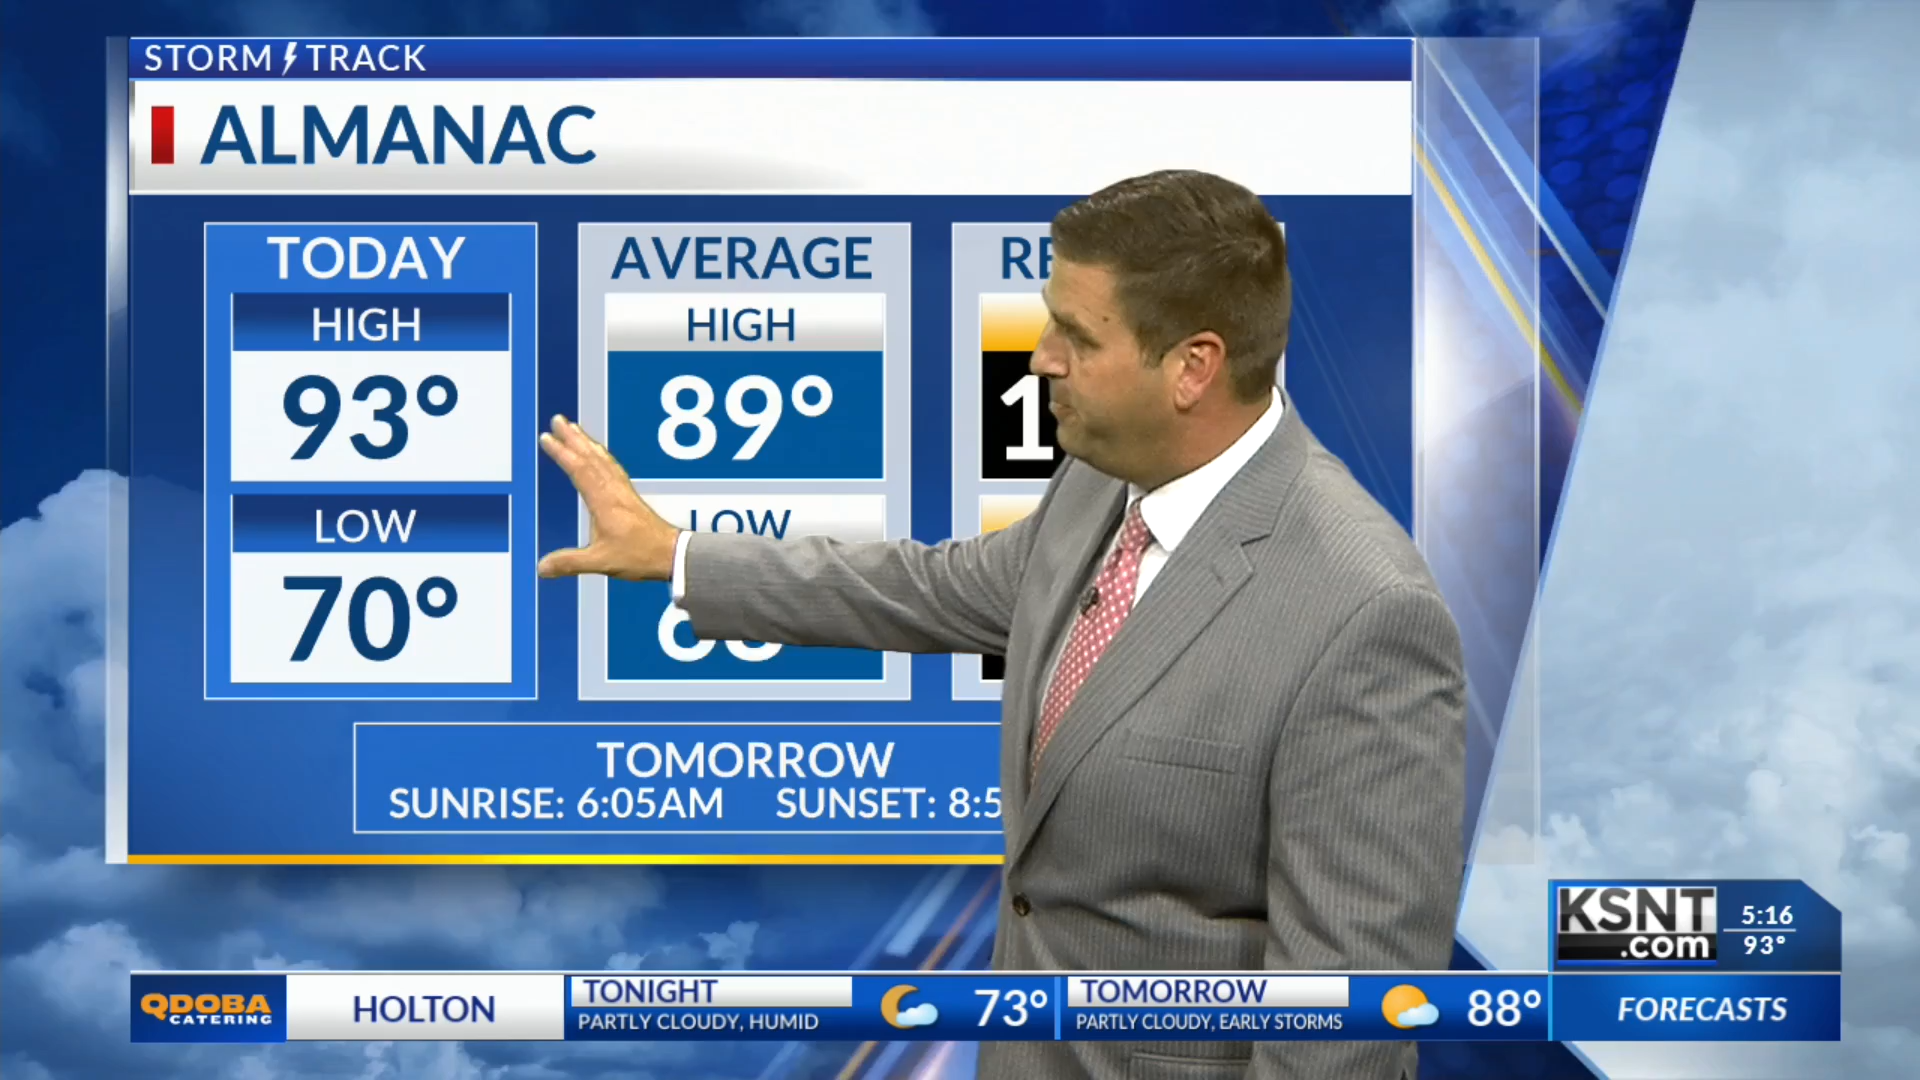 STORM TRACK
ALMANAC
TODAY
HIGH
93°
LOW
70°
AVERAGE
HIGH
89°
LOW
TOMORROW
SUNRISE: 6:05AM SUNSET:
KSNT
.com
5:16
93°
QDOBA
CATERING
HOLTON
TONIGHT
PARTLY CLOUDY, HUMID
73°
TOMORROW
PARTLY CLOUDY, EARLY STORMS
88°
FORECASTS